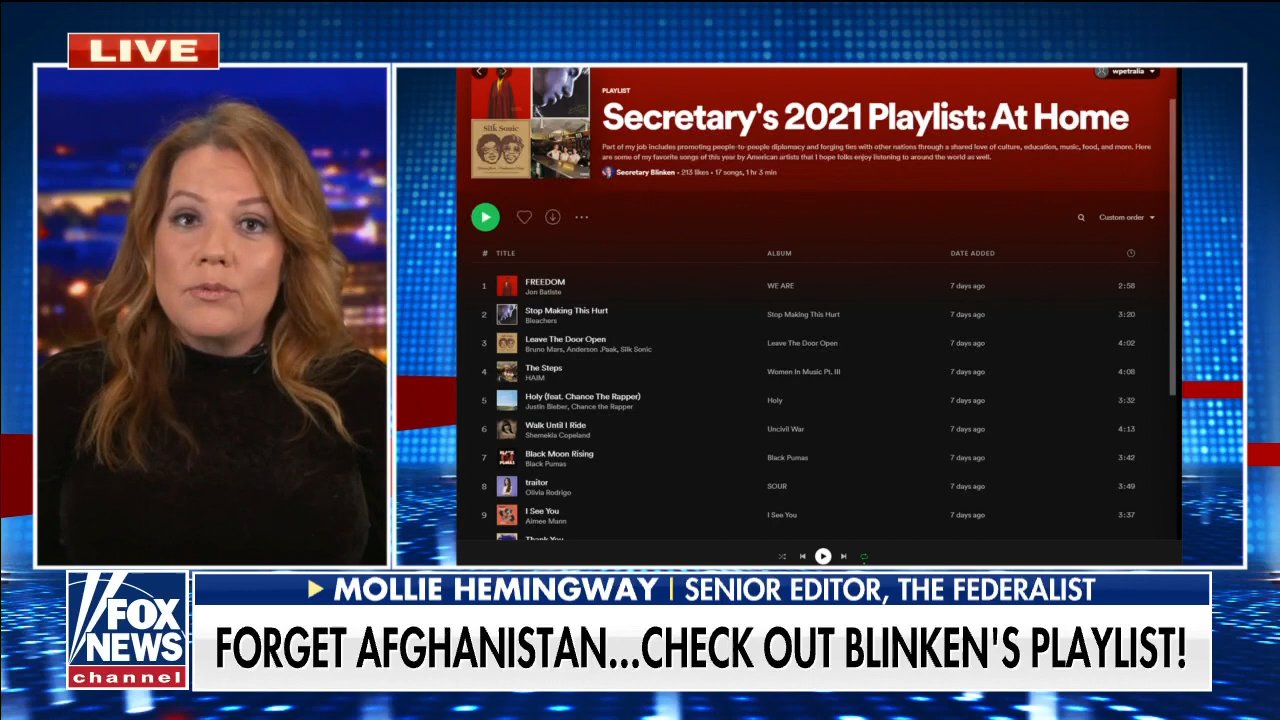 LIVE
wpetralia
Silk Sonic
PLAYLIST
Secretary's 2021 Playlist: At Home
Part of my job includes promoting people-to-people diplomacy and forging ties with other nations through a shared love of culture, education, music, food, and more. Here
are some of my favorite songs of this year by American artists that I hope folks enjoy listening to around the world as well.
Secretary Blinken • 213 likes • 17 songs, 1 hr 3 min
Custom order
# TITLE ALBUM DATE ADDED
1 FREEDOM WE ARE 7 days ago 2:58
Jon Batiste
2 Stop Making This Hurt Stop Making This Hurt 7 days ago 3:20
Bleachers
3 Leave The Door Open Leave The Door Open 7 days ago 4:02
Bruno Mars, Anderson .Paak, Silk Sonic
4 The Steps Women In Music Pt. III 7 days ago 4:08
HAIM
5 Holy (feat. Chance The Rapper) Holy 7 days ago 3:32
Justin Bieber, Chance the Rapper
6 Walk Until I Ride Uncivil War 7 days ago 4:13
Shemekia Copeland
7 Black Moon Rising Black Pumas 7 days ago 3:42
Black Pumas
8 traitor SOUR 7 days ago 3:49
Olivia Rodrigo
9 I See You I See You 7 days ago 3:37
Aimee Mann
Thank You
MOLLIE HEMINGWAY | SENIOR EDITOR, THE FEDERALIST
FOX
NEWS
channel
FORGET AFGHANISTAN...CHECK OUT BLINKEN'S PLAYLIST!